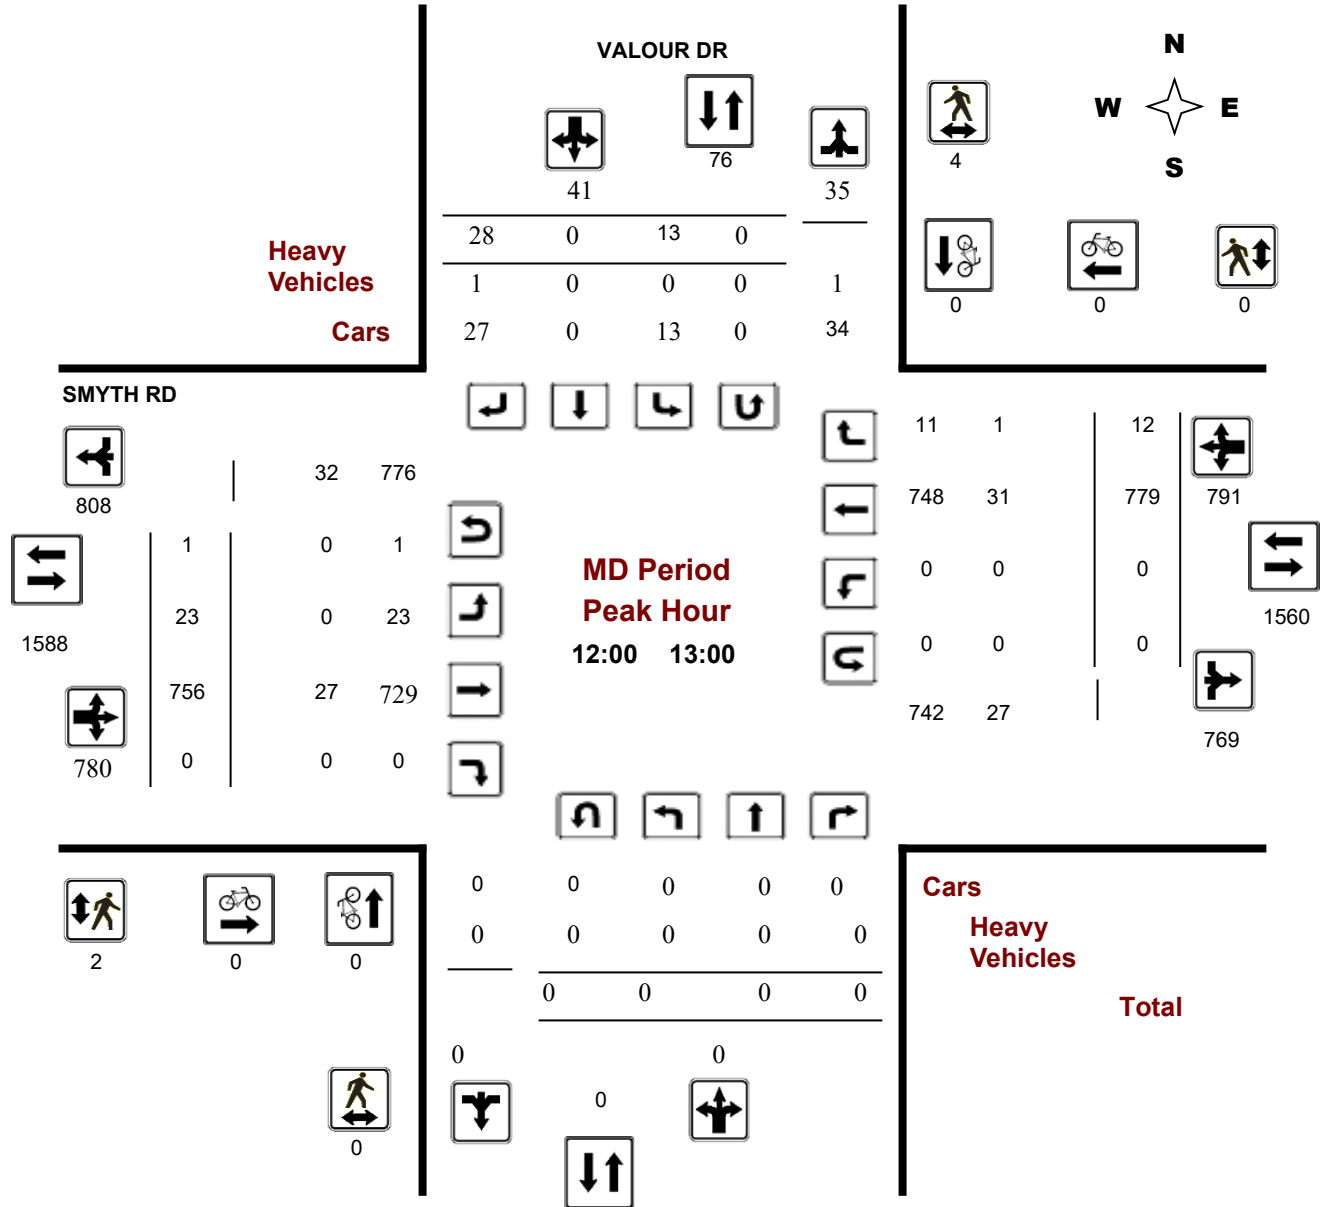 VALOUR DR
N
W E
S
76
4
41 35
28 0 13 0
Heavy
Vehicles
1 0 0 0 1
0 0 0
Cars
27 0 13 0 34
SMYTH RD
11 1 12
32 776
808
748 31 779 791
1 0 1
MD Period
0 0 0
23 0 23
Peak Hour
1560
1588
12:00 13:00
0 0 0
756 27 729
742 27
769
780 0 0 0
0 0 0 0 0
Cars
0 0 0 0 0
Heavy
Vehicles
2 0 0
0 0 0 0
Total
0 0
0
0